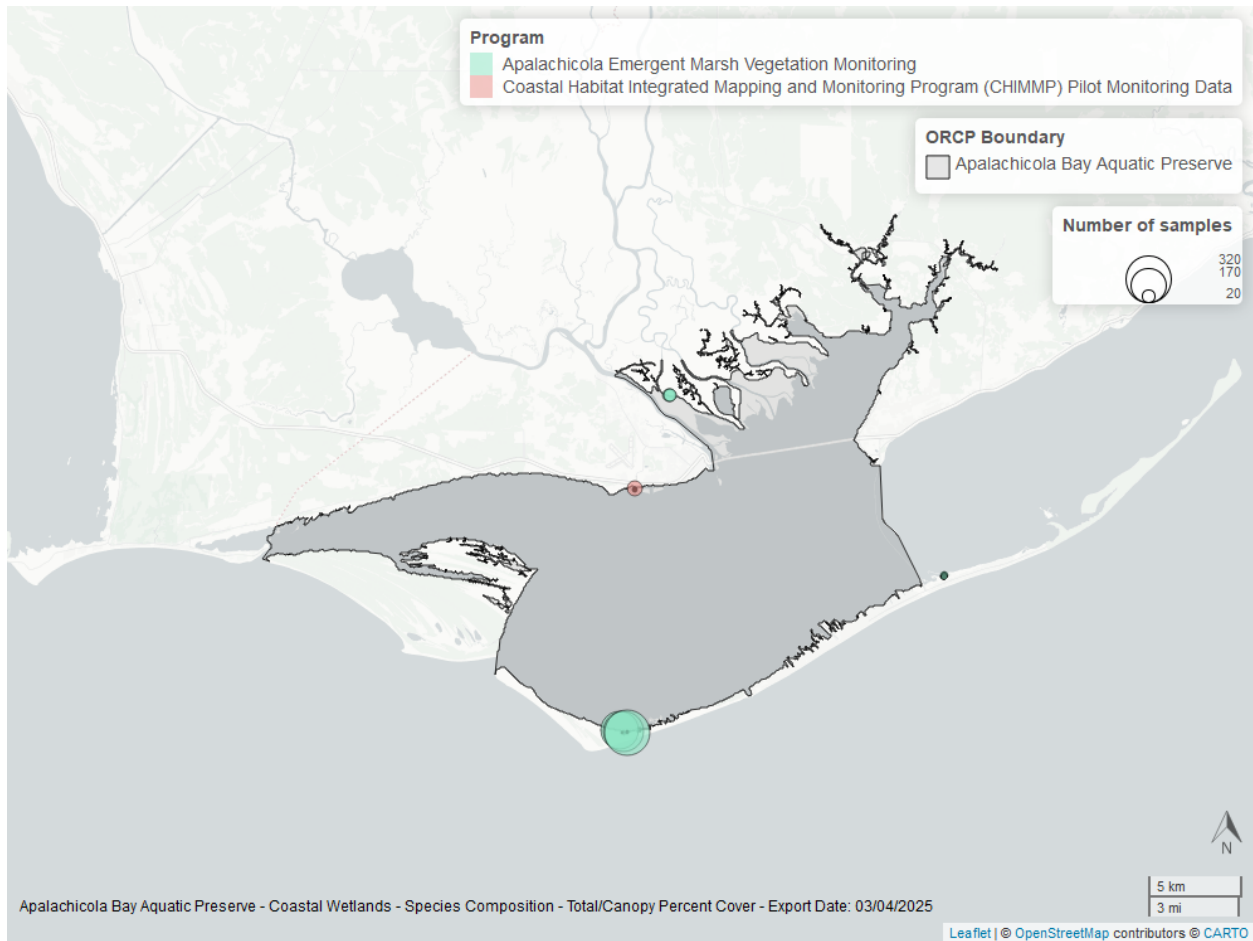 Program
Apalachicola Emergent Marsh Vegetation Monitoring
Coastal Habitat Integrated Mapping and Monitoring Program (CHIMMP) Pilot Monitoring Data
ORCP Boundary
Apalachicola Bay Aquatic Preserve
Number of samples
320
170
20
N
5 km
3 mi
Apalachicola Bay Aquatic Preserve - Coastal Wetlands - Species Composition - Total/Canopy Percent Cover - Export Date: 03/04/2025
Leaflet | © OpenStreetMap contributors © CARTO